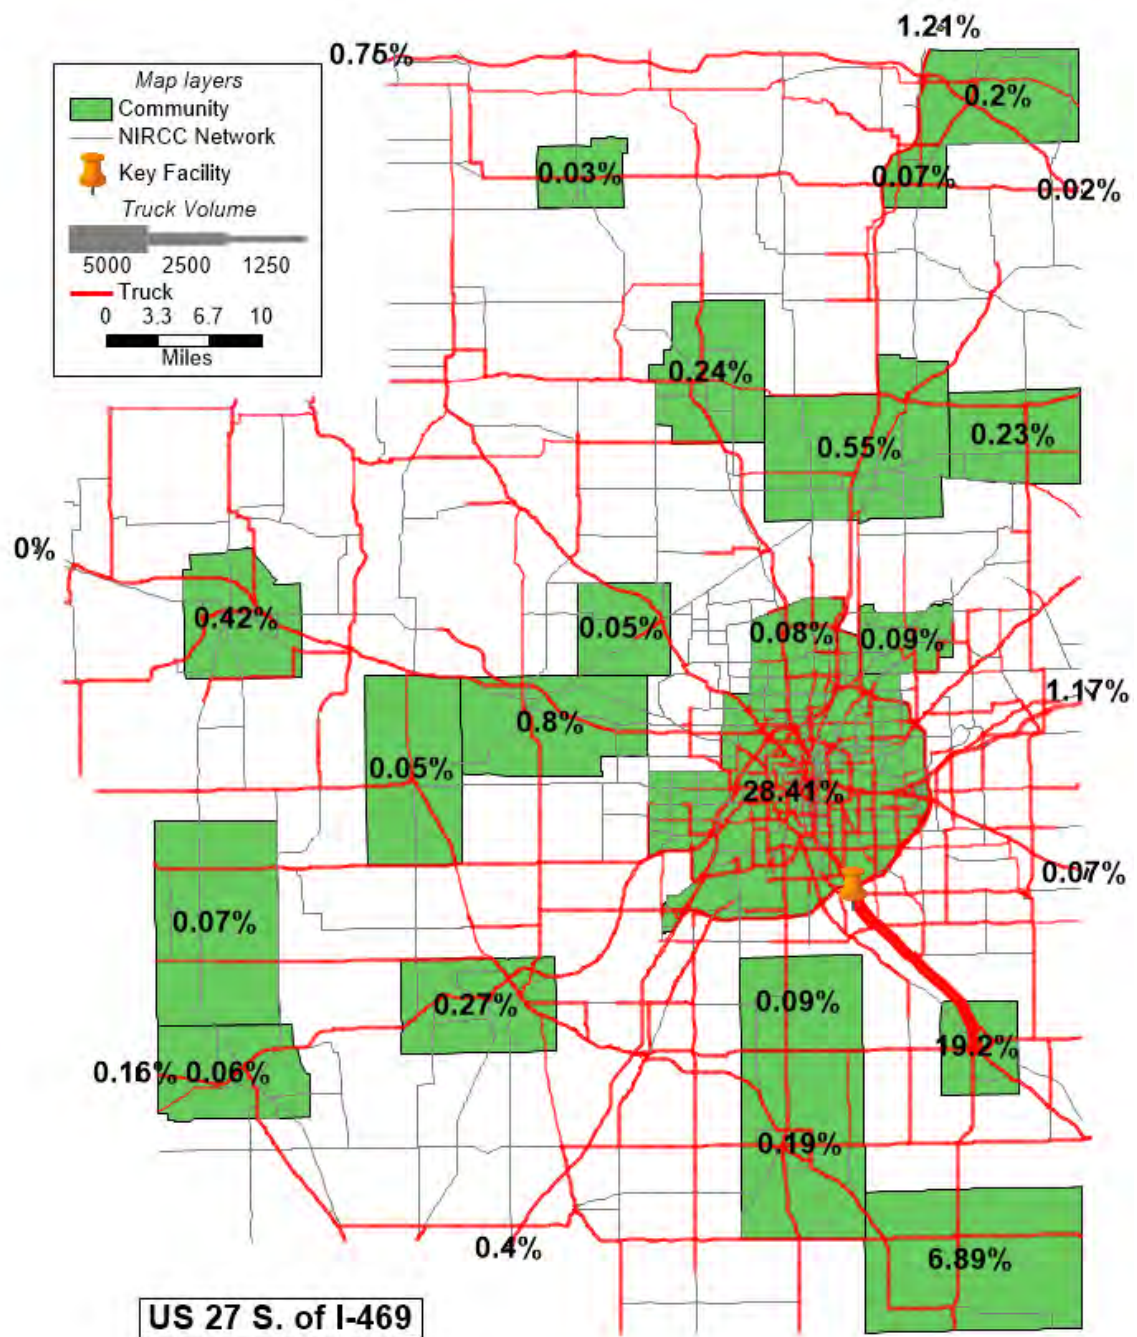 1.21%
0.75%
Map layers
Community
NIRCC Network
Key Facility
Truck Volume
5000 2500 1250
Truck
0 3.3 6.7 10
Miles
0.2%
0.03%
0.07%
0.02%
0.24%
0.55%
0.23%
0%
0.42%
0.05%
0.08%
0.09%
1.17%
0.8%
0.05%
28.41%
0.07%
0.07%
0.27%
0.09%
19.2%
0.16% 0.06%
0.19%
0.4%
6.89%
US 27 S. of I-469